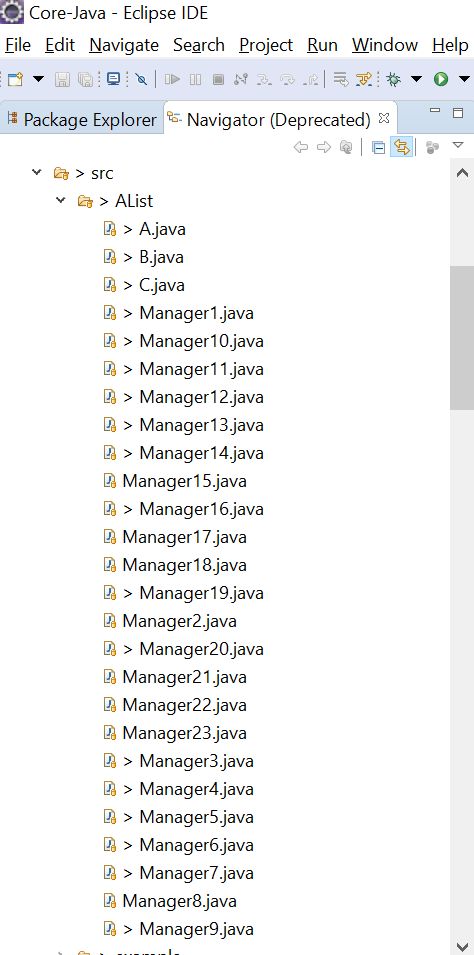 Core-Java - Eclipse IDE
File Edit Navigate Search Project Run Window Help
Package Explorer Navigator (Deprecated)
> src
> AList
> A.java
> B.java
> C.java
> Manager1.java
> Manager10.java
> Manager11.java
> Manager12.java
> Manager13.java
> Manager14.java
Manager15.java
> Manager16.java
Manager17.java
Manager18.java
> Manager19.java
Manager2.java
> Manager20.java
Manager21.java
Manager22.java
Manager23.java
> Manager3.java
> Manager4.java
> Manager5.java
> Manager6.java
> Manager7.java
Manager8.java
> Manager9.java